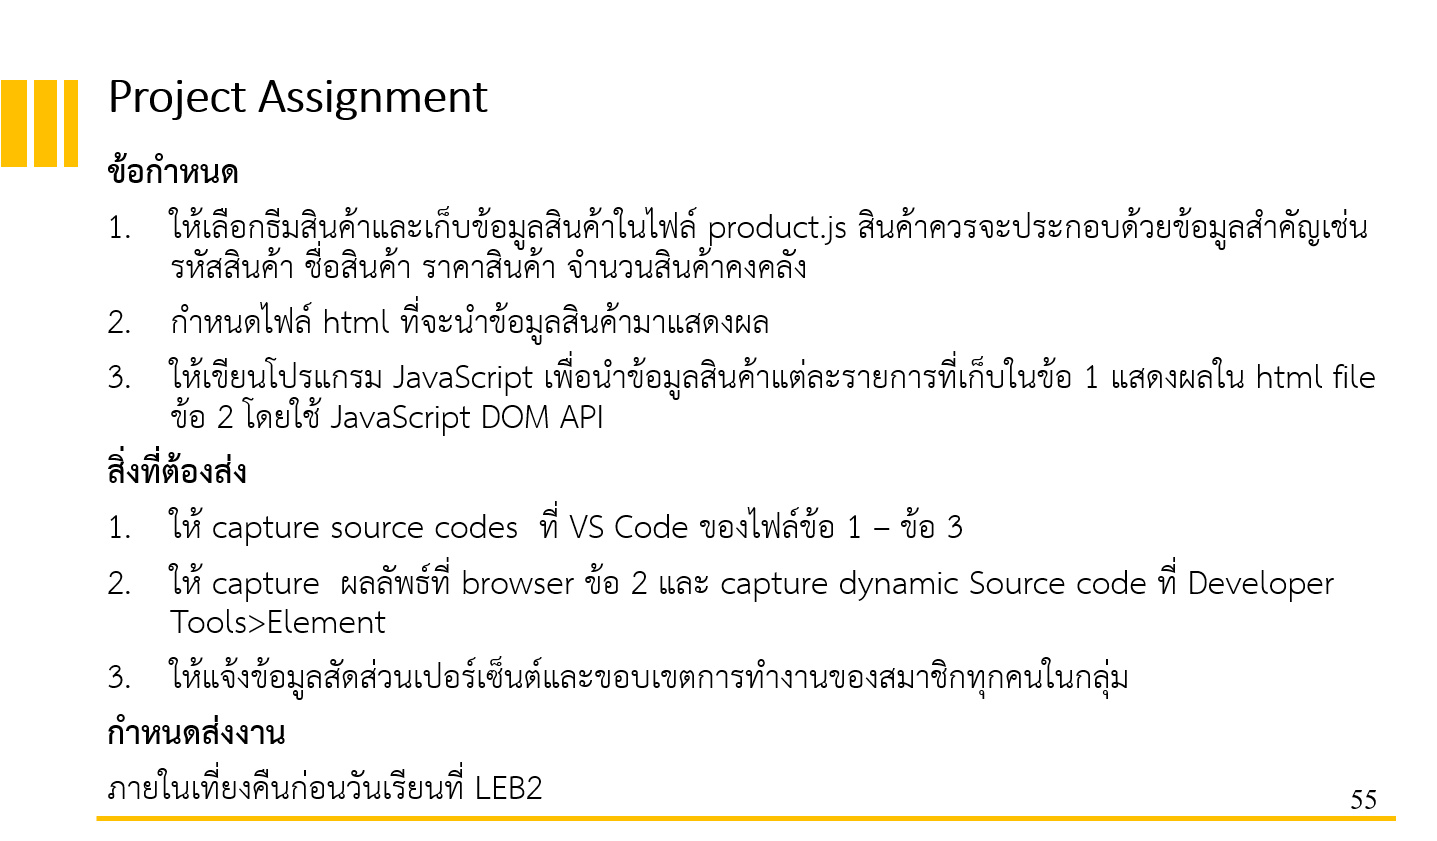 Project Assignment
ข้อกำหนด
1. ให้เลือกธีมสินค้าและเก็บข้อมูลสินค้าในไฟล์ product.js สินค้าควรจะประกอบด้วยข้อมูลสำคัญเช่น
รหัสสินค้า ชื่อสินค้า ราคาสินค้า จำนวนสินค้าคงคลัง
2. กำหนดไฟล์ html ที่จะนำข้อมูลสินค้ามาแสดงผล
3. ให้เขียนโปรแกรม JavaScript เพื่อนำข้อมูลสินค้าแต่ละรายการที่เก็บในข้อ 1 แสดงผลใน html file
ข้อ 2 โดยใช้ JavaScript DOM API
สิ่งที่ต้องส่ง
1. ให้ capture source codes ที่ VS Code ของไฟล์ข้อ 1 – ข้อ 3
2. ให้ capture ผลลัพธ์ที่ browser ข้อ 2 และ capture dynamic Source code ที่ Developer
Tools>Element
3. ให้แจ้งข้อมูลสัดส่วนเปอร์เซ็นต์และขอบเขตการทำงานของสมาชิกทุกคนในกลุ่ม
กำหนดส่งงาน
ภายในเที่ยงคืนก่อนวันเรียนที่ LEB2
55